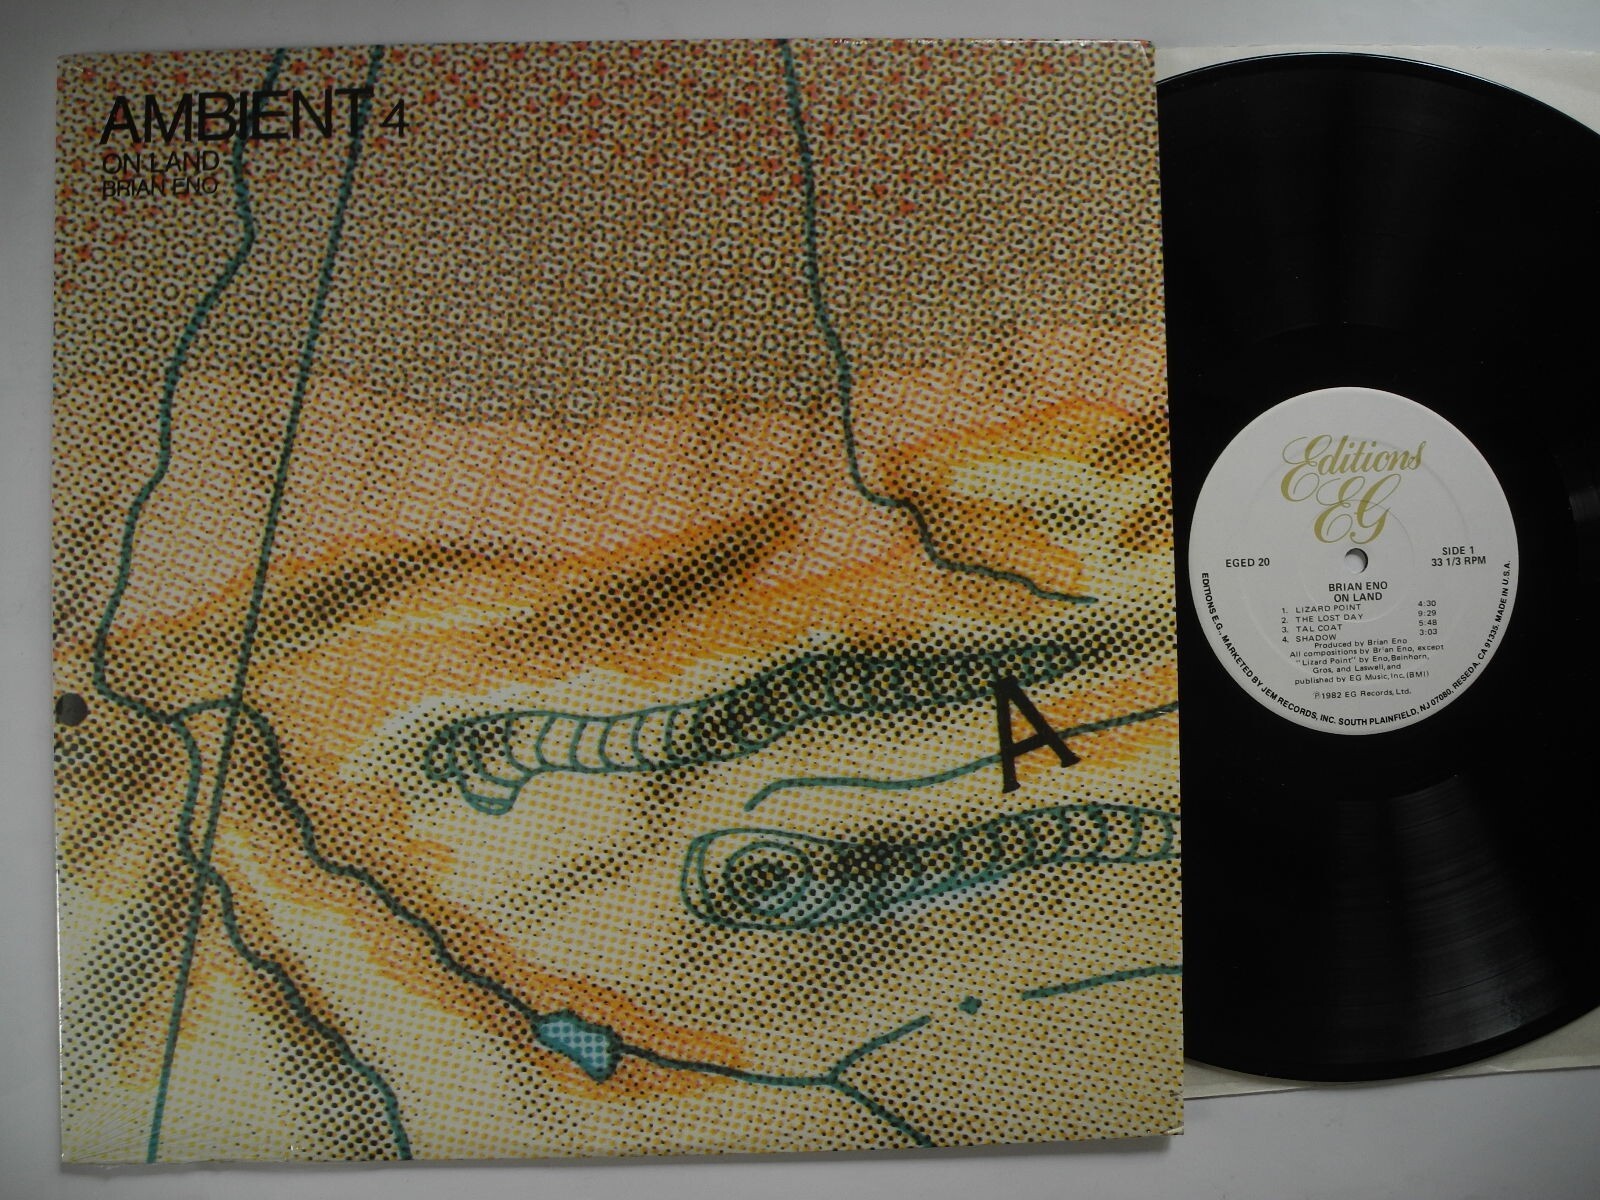 AMBIENT 4
ON LAND
BRIAN ENO
A
Editions
EG
EGED 20
SIDE 1
33 1/3 RPM
BRIAN ENO
ON LAND
1. LIZARD POINT 4:30
2. THE LOST DAY 9:29
3. TAL COAT 5:48
4. SHADOW 3:03
Produced by Brian Eno
All compositions by Brian Eno, except
"Lizard Point" by Eno, Beinhorn,
Gros, and Laswell, and
published by EG Music, Inc. (BMI)
℗1982 EG Records, Ltd.
EDITIONS E.G., MARKETED BY JEM RECORDS, INC. SOUTH PLAINFIELD, NJ 07080, RESEDA, CA 91335. MADE IN U.S.A.